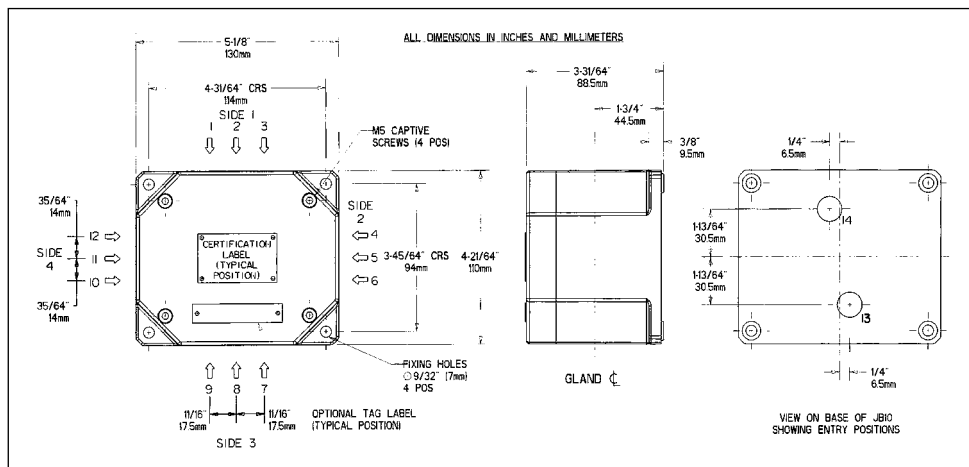 ALL DIMENSIONS IN INCHES AND MILLIMETERS
5-1/8"
130mm
4-31/64" CRS
114mm
SIDE 1
1 2 3
M5 CAPTIVE
SCREWS (4 POS)
35/64"
14mm
12
SIDE
4
11
10
35/64"
14mm
CERTIFICATION
LABEL
(TYPICAL
POSITION)
SIDE
2
4
5
6
3-45/64" CRS
94mm
4-21/64"
110mm
FIXING HOLES
∅ 9/32" (7mm)
4 POS
9 8 7
11/16"
17.5mm
11/16"
17.5mm
OPTIONAL TAG LABEL
(TYPICAL POSITION)
SIDE 3
3-31/64"
88.5mm
1-3/4"
44.5mm
3/8"
9.5mm
GLAND ℄
1/4"
6.5mm
14
1-13/64"
30.5mm
1-13/64"
30.5mm
13
1/4"
6.5mm
VIEW ON BASE OF JB10
SHOWING ENTRY POSITIONS